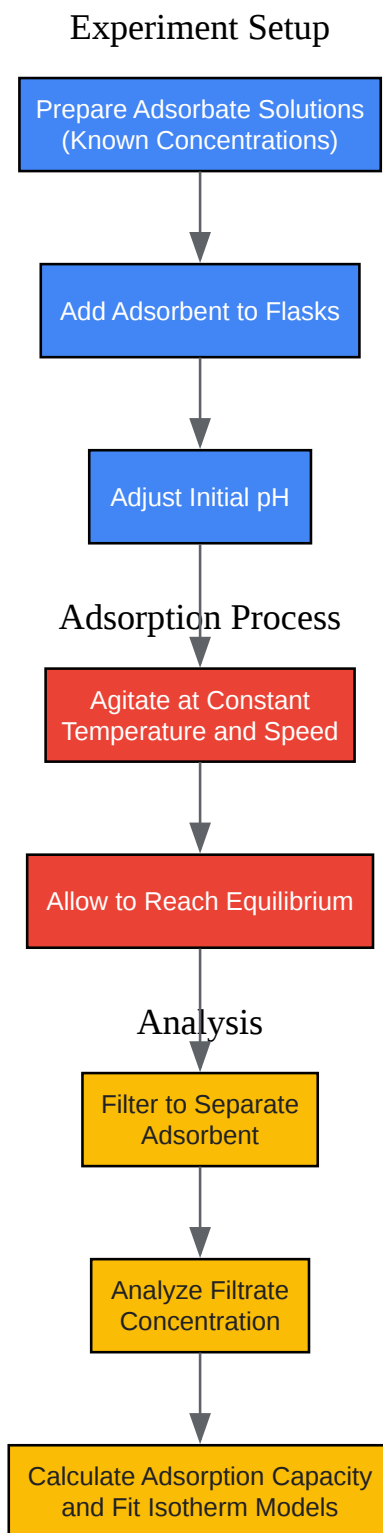 Experiment Setup
Prepare Adsorbate Solutions
(Known Concentrations)
Add Adsorbent to Flasks
Adjust Initial pH
Adsorption Process
Agitate at Constant
Temperature and Speed
Allow to Reach Equilibrium
Analysis
Filter to Separate
Adsorbent
Analyze Filtrate
Concentration
Calculate Adsorption Capacity
and Fit Isotherm Models